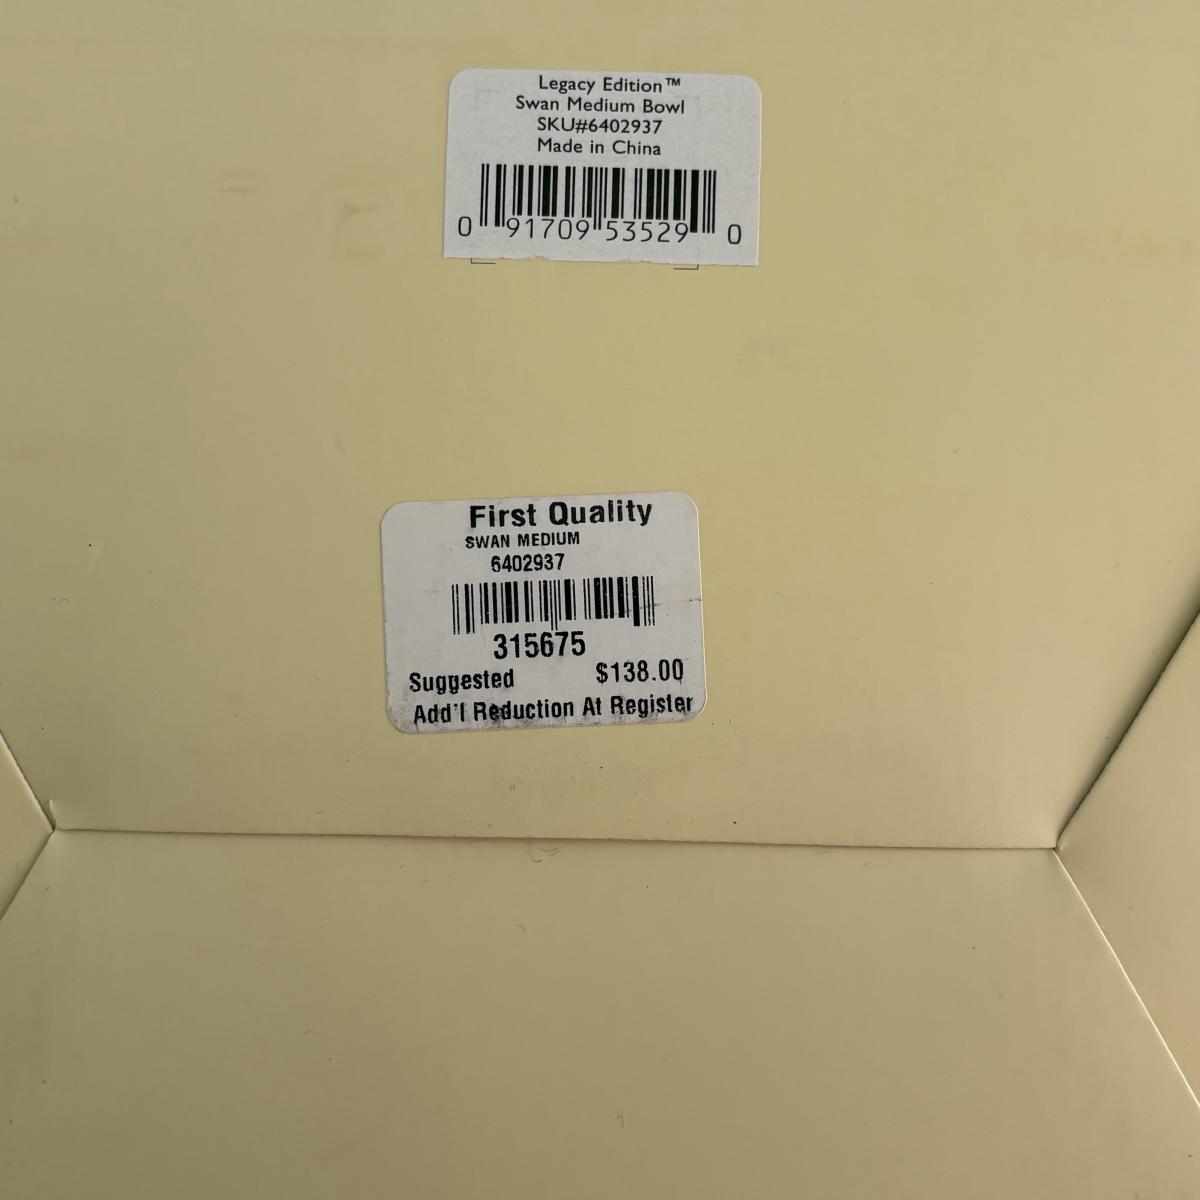 Legacy Edition™
Swan Medium Bowl
SKU#6402937
Made in China
0 91709 53529 0
First Quality
SWAN MEDIUM
6402937
315675
Suggested $138.00
Add'l Reduction At Register